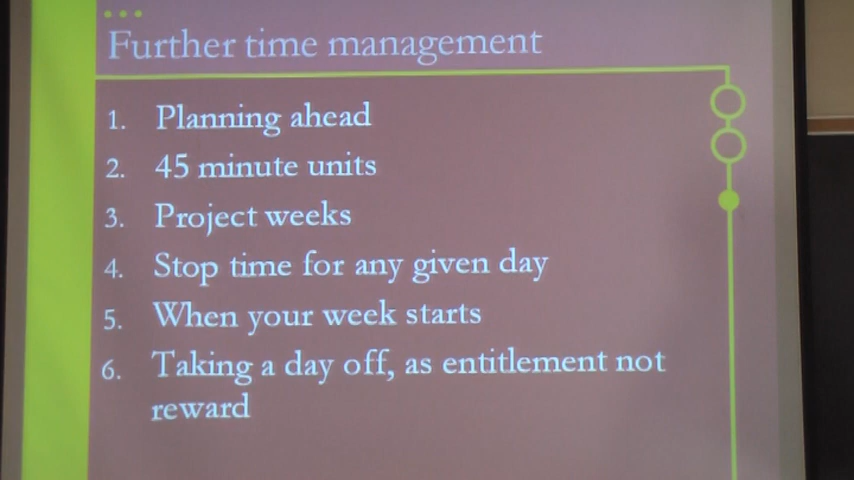 Further time management
1. Planning ahead
2. 45 minute units
3. Project weeks
4. Stop time for any given day
5. When your week starts
6. Taking a day off, as entitlement not
reward